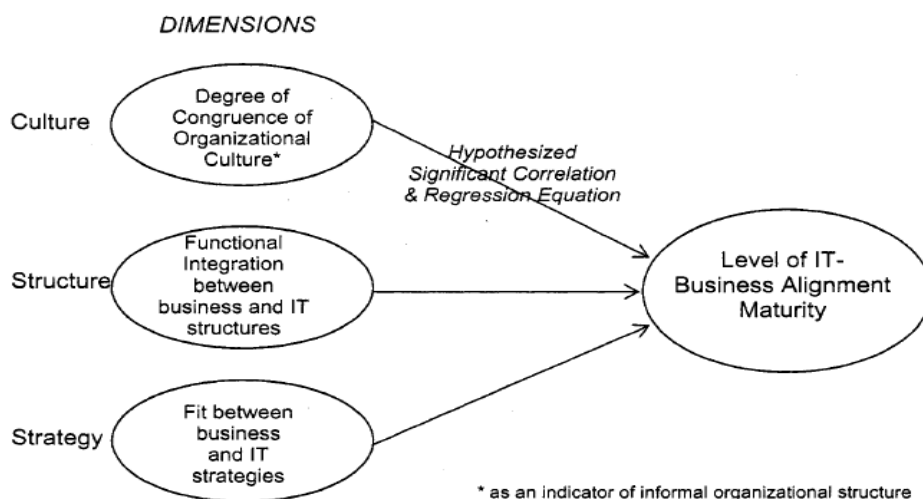 DIMENSIONS
Culture
Degree of
Congruence of
Organizational
Culture*
Hypothesized
Significant Correlation
& Regression Equation
Structure
Functional
Integration
between
business and IT
structures
Level of IT-
Business Alignment
Maturity
Strategy
Fit between
business
and IT
strategies
* as an indicator of informal organizational structure